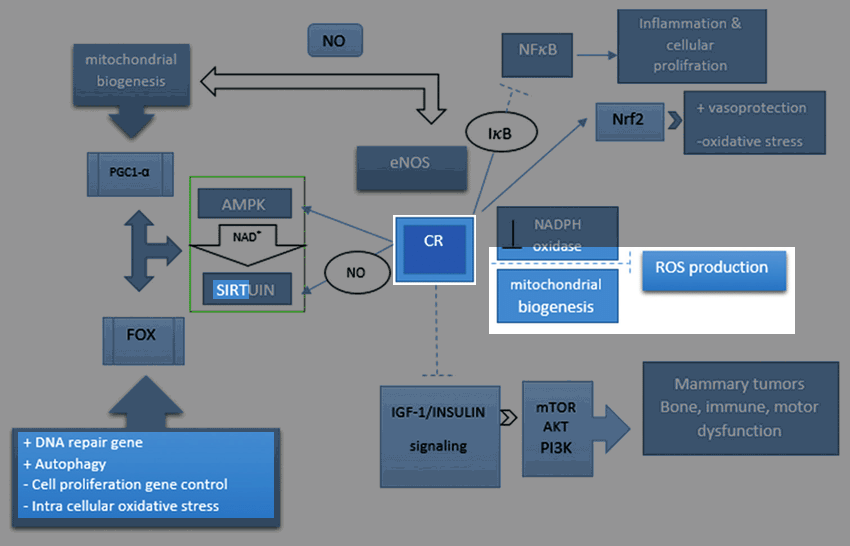 NO
NFκB
Inflammation &
cellular
prolifration
mitochondrial
biogenesis
Nrf2
+ vasoprotection
-oxidative stress
IκB
eNOS
PGC1-α
AMPK
NAD+
SIRTUIN
NO
CR
NADPH
oxidase
mitochondrial
biogenesis
ROS production
FOX
IGF-1/INSULIN
signaling
mTOR
AKT
PI3K
Mammary tumors
Bone, immune, motor
dysfunction
+ DNA repair gene
+ Autophagy
- Cell proliferation gene control
- Intra cellular oxidative stress